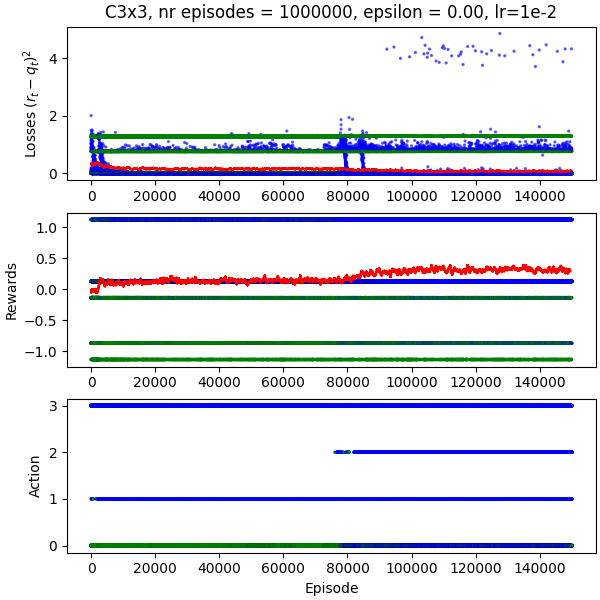 C3x3, nr episodes = 1000000, epsilon = 0.00, lr=1e-2
Losses $(r_t - q_t)^2$
4
2
0
0 20000 40000 60000 80000 100000 120000 140000
Rewards
1.0
0.5
0.0
−0.5
−1.0
0 20000 40000 60000 80000 100000 120000 140000
Action
3
2
1
0
0 20000 40000 60000 80000 100000 120000 140000
Episode